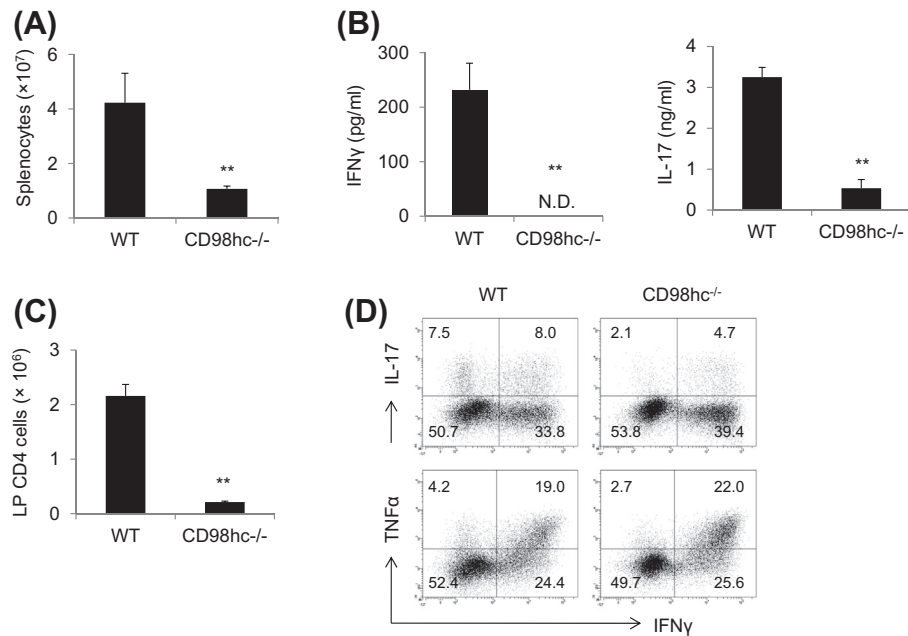 (A)
Splenocytes (×10⁷)
6
4
2
0
WT
CD98hc-/-
**
(B)
IFNγ (pg/ml)
300
200
100
0
**
N.D.
WT
CD98hc-/-
IL-17 (ng/ml)
4
3
2
1
0
**
WT
CD98hc-/-
(C)
LP CD4 cells (× 10⁶)
3
2
1
0
**
WT
CD98hc-/-
(D)
WT
CD98hc⁻/⁻
IL-17
7.5 8.0
50.7 33.8
2.1 4.7
53.8 39.4
TNFα
4.2 19.0
52.4 24.4
2.7 22.0
49.7 25.6
IFNγ